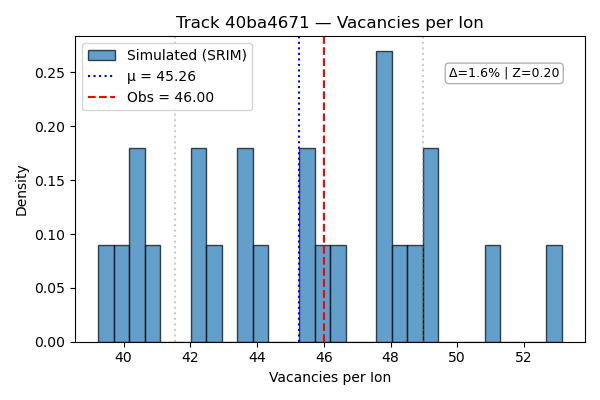 Track 40ba4671 — Vacancies per Ion
Simulated (SRIM)
μ = 45.26
Obs = 46.00
Δ=1.6% | Z=0.20
Density
0.25
0.20
0.15
0.10
0.05
0.00
40 42 44 46 48 50 52
Vacancies per Ion